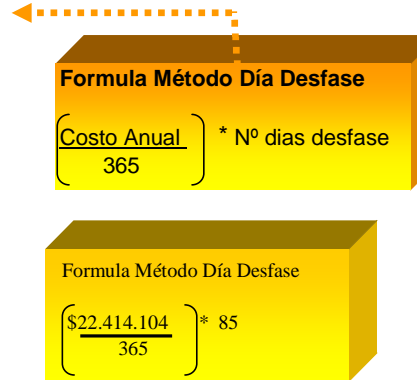 Formula Método Día Desfase
Costo Anual * Nº dias desfase
365
Formula Método Día Desfase
$22.414.104 * 85
365